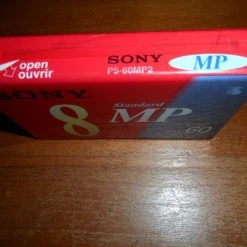 open
ouvrir
SONY
P5-60MP2
MP
SONY
Standard
8 MP
60